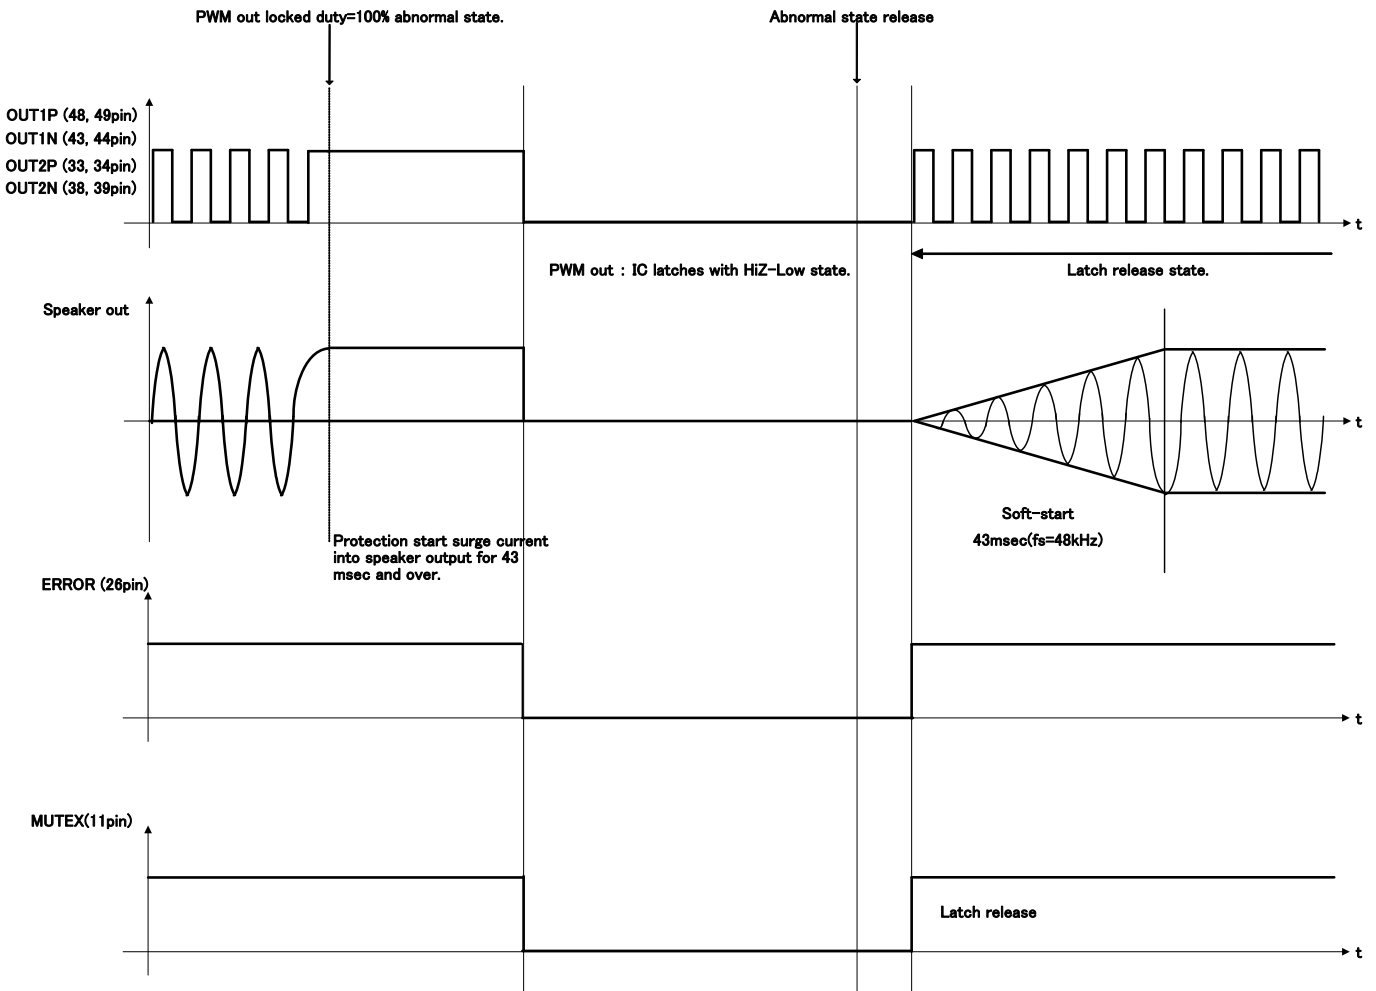 PWM out locked duty=100% abnormal state.
Abnormal state release
OUT1P (48, 49pin)
OUT1N (43, 44pin)
OUT2P (33, 34pin)
OUT2N (38, 39pin)
t
PWM out : IC latches with HiZ-Low state.
Latch release state.
Speaker out
t
Soft-start
43msec(fs=48kHz)
Protection start surge current
into speaker output for 43
msec and over.
ERROR (26pin)
t
MUTEX(11pin)
Latch release
t